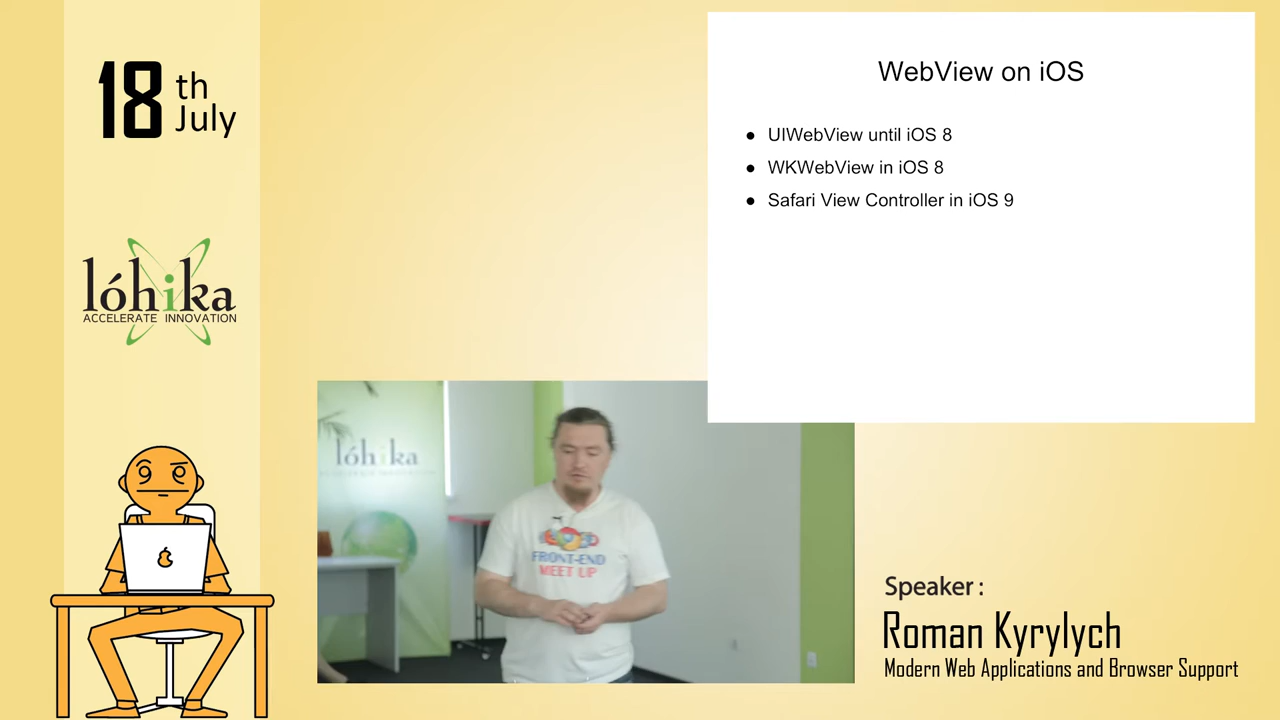 18 th
July
lóhika
ACCELERATE INNOVATION
WebView on iOS
● UIWebView until iOS 8
● WKWebView in iOS 8
● Safari View Controller in iOS 9
lóhika
FRONT-END
MEET UP
Speaker :
Roman Kyrylych
Modern Web Applications and Browser Support